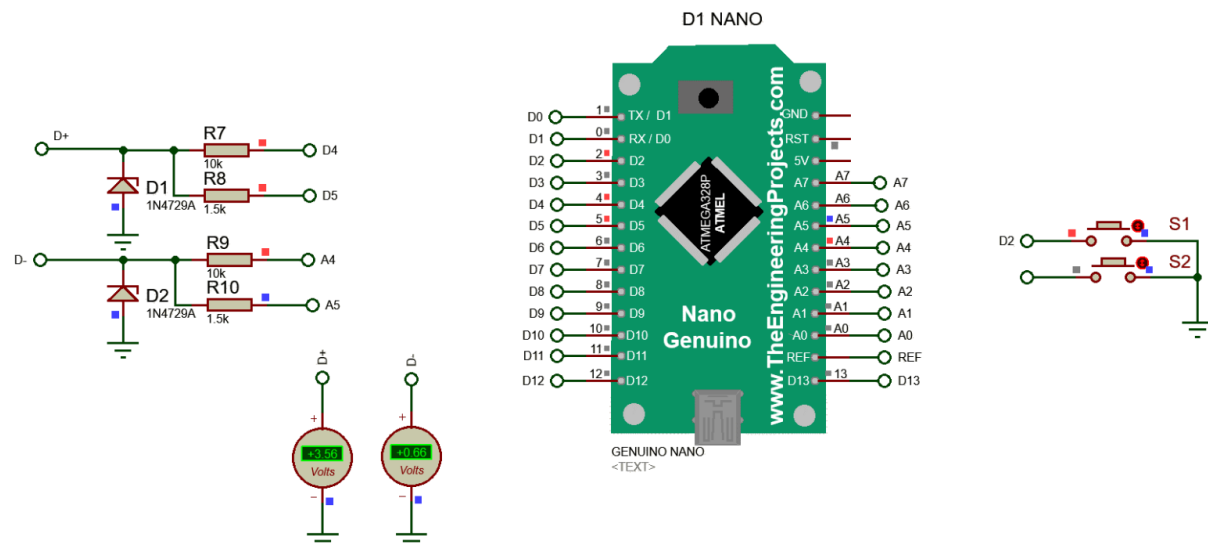 D1 NANO
D+
R7
10k
D4
R8
1.5k
D5
D1
1N4729A
D-
R9
10k
A4
R10
1.5k
A5
D2
1N4729A
D+
D-
+
+3.56
Volts
−
+
+0.66
Volts
−
D0 1 TX / D1
D1 0 RX / D0
D2 2 D2
D3 3 D3
D4 4 D4
D5 5 D5
D6 6 D6
D7 7 D7
D8 8 D8
D9 9 D9
D10 10 D10
D11 11 D11
D12 12 D12
ATMEGA328P
ATMEL
Nano
Genuino
www.TheEngineeringProjects.com
GND
RST
5V
A7 A7 A7
A6 A6 A6
A5 A5 A5
A4 A4 A4
A3 A3 A3
A2 A2 A2
A1 A1 A1
A0 A0 A0
REF REF
D13 13 D13
GENUINO NANO
<TEXT>
D2
S1
S2